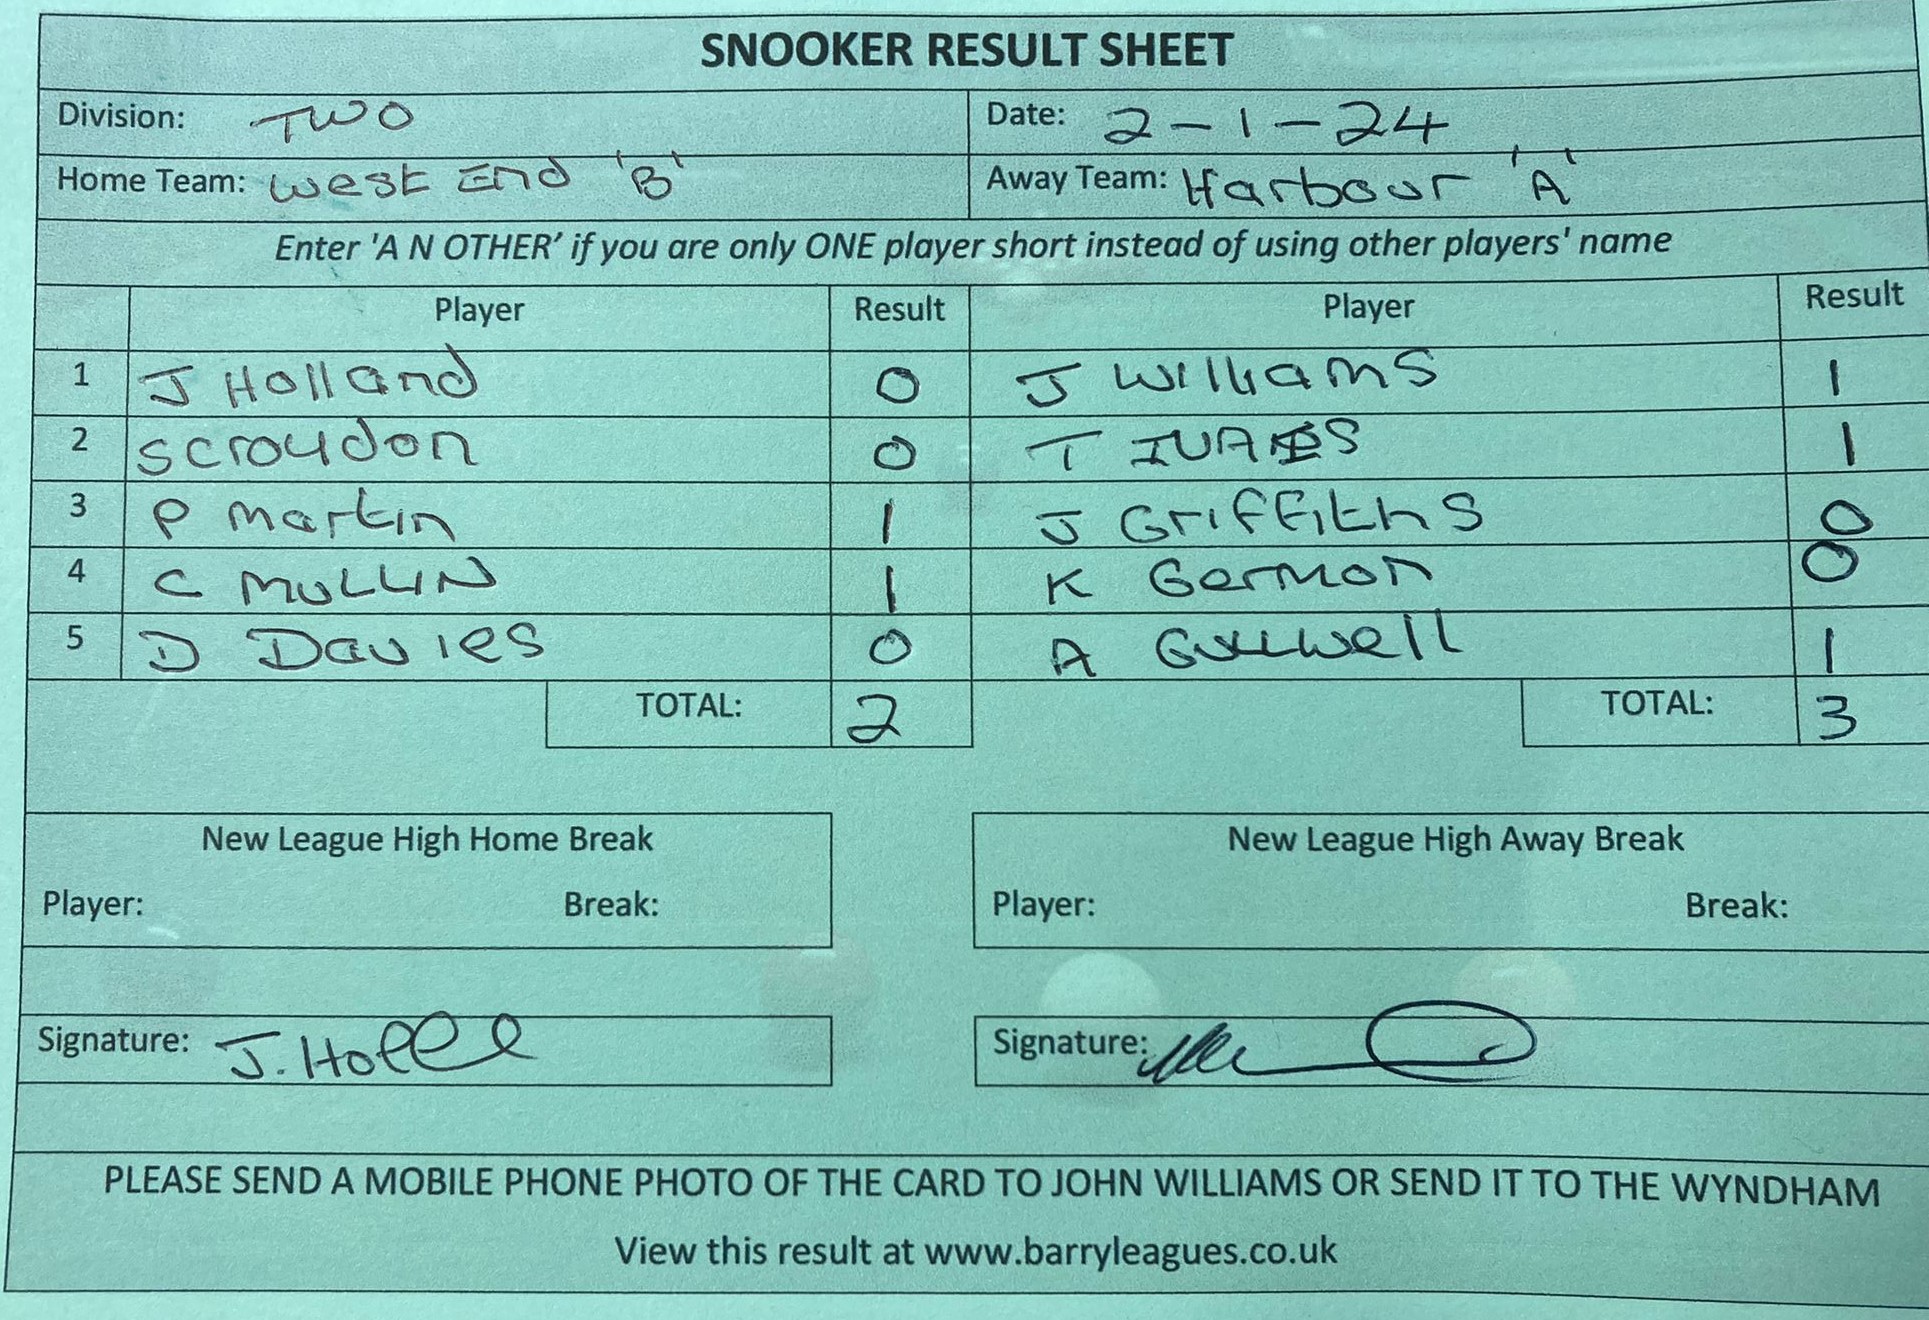 SNOOKER RESULT SHEET
Division: TWO Date: 2-1-24
Home Team: West End 'B' Away Team: Harbour 'A'
Enter 'A N OTHER' if you are only ONE player short instead of using other players' name
Player Result Player Result
1 J Holland 0 J Williams 1
2 S Croydon 0 T 1
3 P Martin 1 J Griffiths 0
4 C MULLIN 1 K Germon 0
5 D Davies 0 A Gullwell 1
TOTAL: 2 TOTAL: 3
New League High Home Break New League High Away Break
Player: Break: Player: Break:
Signature: J. Holl Signature:
PLEASE SEND A MOBILE PHONE PHOTO OF THE CARD TO JOHN WILLIAMS OR SEND IT TO THE WYNDHAM
View this result at www.barryleagues.co.uk